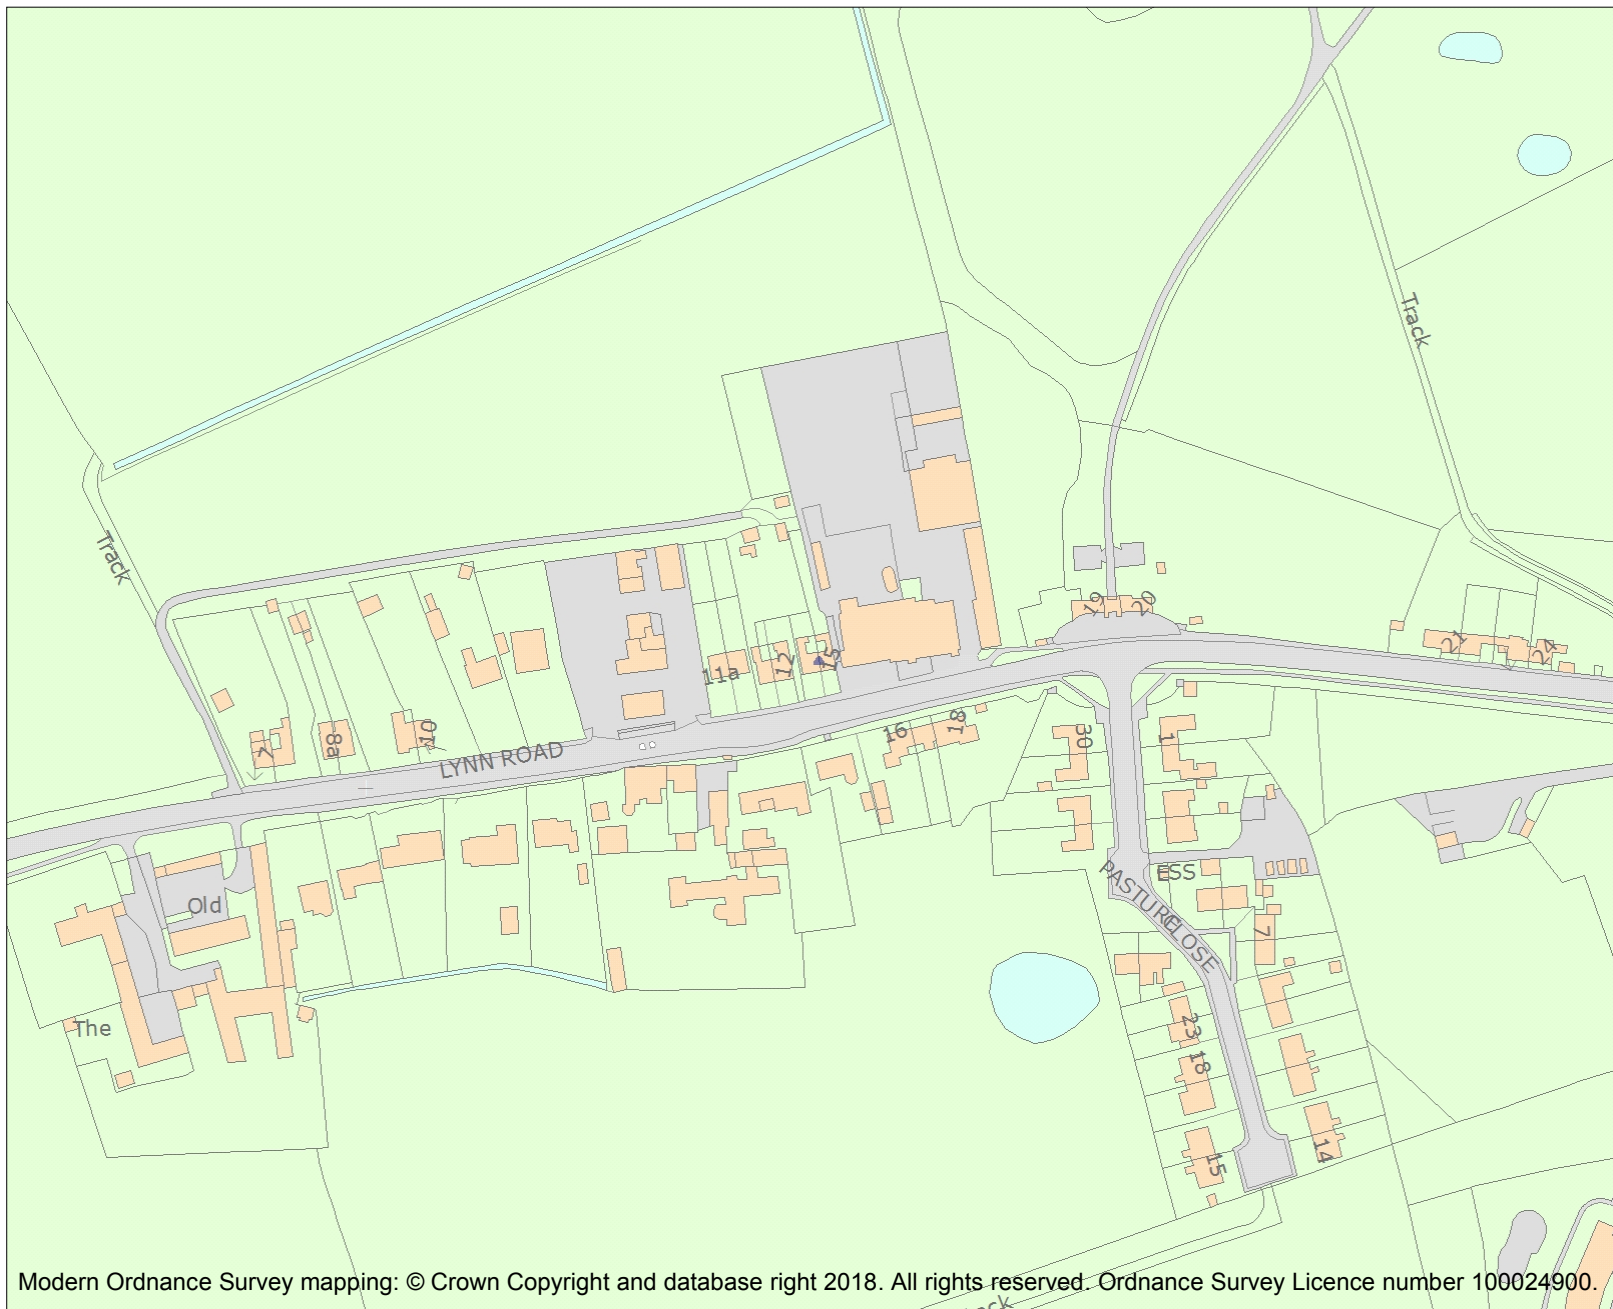 Track
Track
19
20
21
24
11a
12
15
7
8a
10
LYNN ROAD
16
18
30
1
ESS
PASTURE
CLOSE
Old
7
The
23
18
15
14
Modern Ordnance Survey mapping: © Crown Copyright and database right 2018. All rights reserved. Ordnance Survey Licence number 100024900.